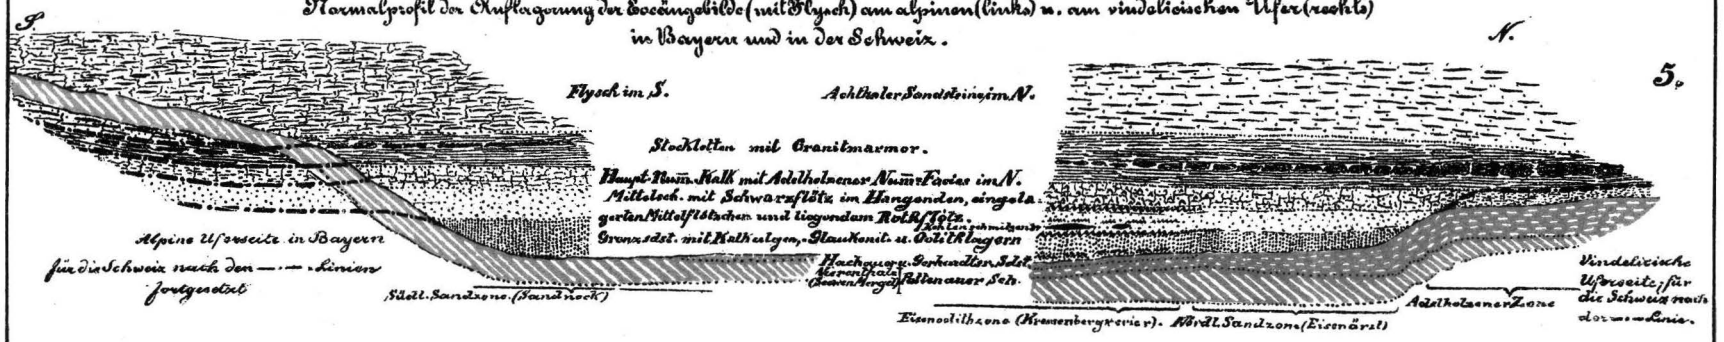 Normalprofil der Auflagerung der Eocängebilde (mit Flysch) am alpinen (links) u. am vindelicischen Ufer (rechts)
in Bayern und in der Schweiz.
S.
N.
5.
Flysch im S.
Achthaler Sandstein im N.
Stockletten mit Granitmarmor.
Haupt-Num̅-Kalk mit Adelholzener Num̅-Facies im N.
Mittelsch. mit Schwarzflötz im Hangenden, eingela-
gerten Mittelflötzchen und liegendem Rothflötz.
Kohlenschmitzen
Grenzsdst. mit Kalkeolgen, Glaukonit- u. Oolithlagern
Hachauer u. Gerhardten Sdst.
Pattenauer Sch.
Alpine Uferseite in Bayern
für die Schweiz nach den —·—·— Linien
fortgesetzt
Südl. Sandzone. (Sandnock)
Eisenoolithzone (Kressenbergrevier).
Nördl. Sandzone (Eisenärzt)
Adelholzener Zone
Vindelicische
Uferseite; für
die Schweiz nach
der —·—·— Linie.